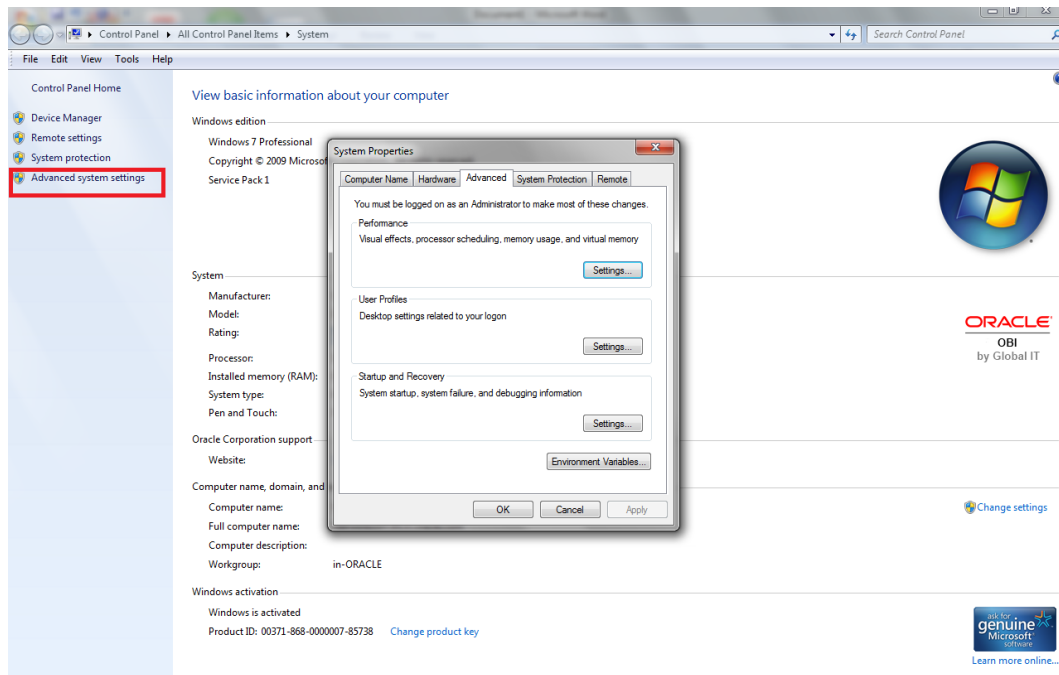 Control Panel ▸ All Control Panel Items ▸ System
Search Control Panel
File Edit View Tools Help
Control Panel Home
Device Manager
Remote settings
System protection
Advanced system settings
View basic information about your computer
Windows edition
Windows 7 Professional
Copyright © 2009 Microsof
Service Pack 1
System
Manufacturer:
Model:
Rating:
Processor:
Installed memory (RAM):
System type:
Pen and Touch:
Oracle Corporation support
Website:
Computer name, domain, and
Computer name:
Full computer name:
Computer description:
Workgroup: in-ORACLE
Windows activation
Windows is activated
Product ID: 00371-868-0000007-85738 Change product key
System Properties
Computer Name Hardware Advanced System Protection Remote
You must be logged on as an Administrator to make most of these changes.
Performance
Visual effects, processor scheduling, memory usage, and virtual memory
Settings...
User Profiles
Desktop settings related to your logon
Settings...
Startup and Recovery
System startup, system failure, and debugging information
Settings...
Environment Variables...
OK Cancel Apply
ORACLE
OBI
by Global IT
Change settings
ask for
genuine
Microsoft
software
Learn more online...